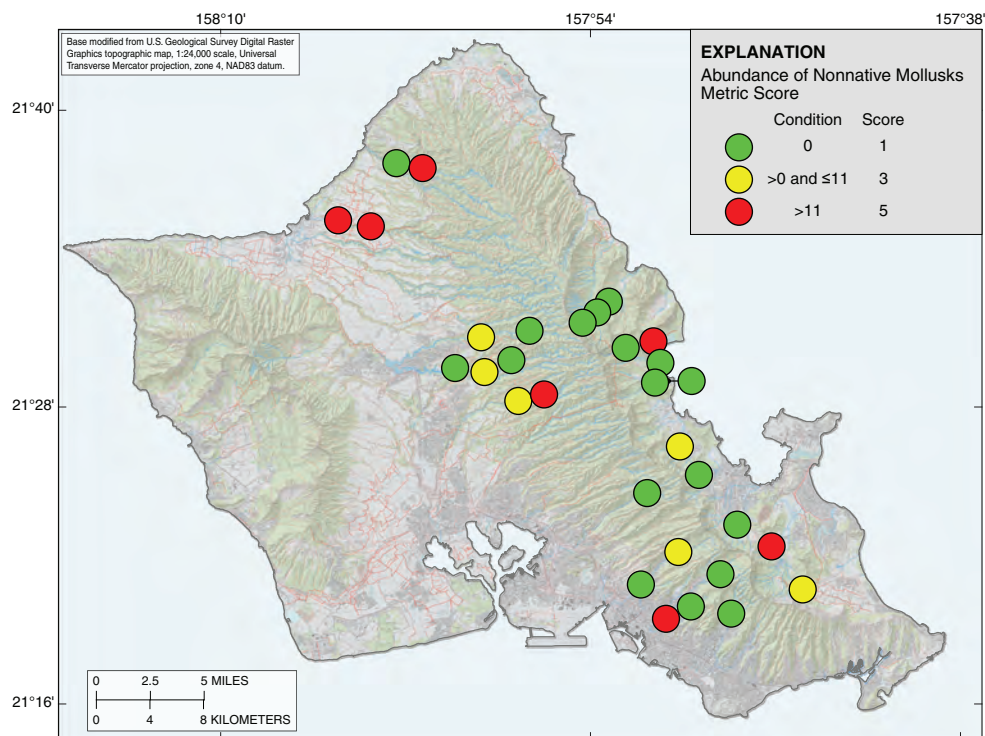 158°10'
157°54'
157°38'
Base modified from U.S. Geological Survey Digital Raster
Graphics topographic map, 1:24,000 scale, Universal
Transverse Mercator projection, zone 4, NAD83 datum.
EXPLANATION
Abundance of Nonnative Mollusks
Metric Score
Condition Score
0 1
>0 and ≤11 3
>11 5
21°40'
21°28'
21°16'
0 2.5 5 MILES
0 4 8 KILOMETERS